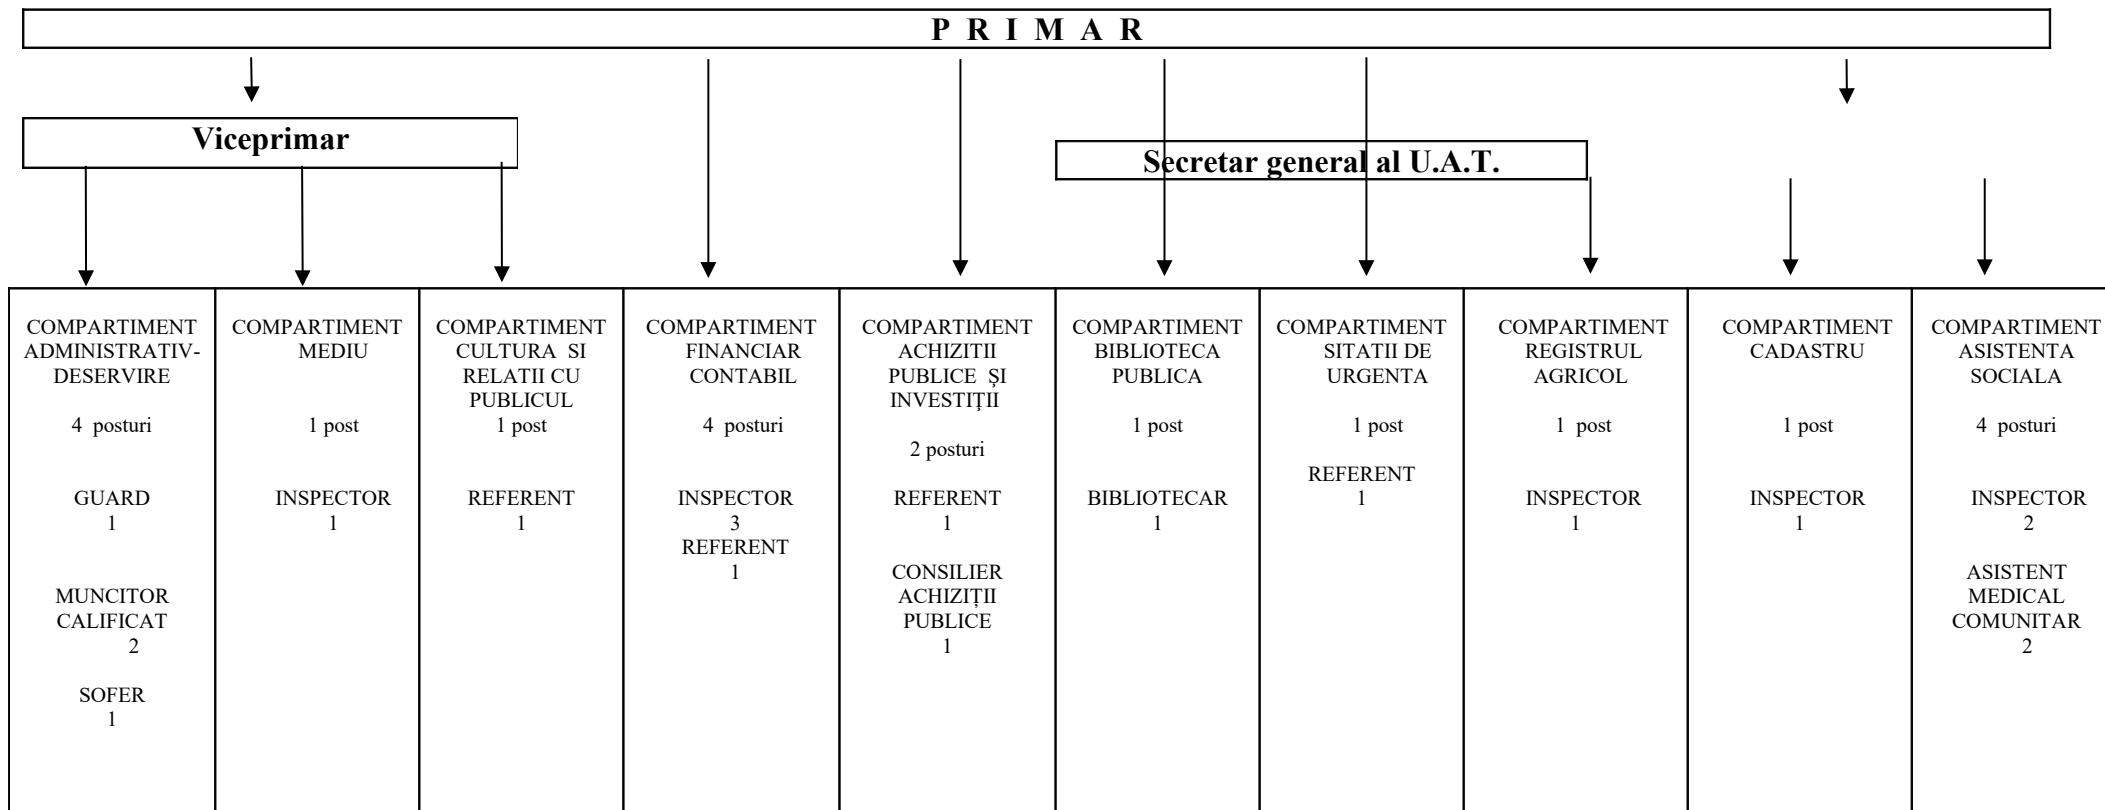 P R I M A R
Viceprimar
Secretar general al U.A.T.
COMPARTIMENT
ADMINISTRATIV-
DESERVIRE
4 posturi
GUARD
1
MUNCITOR
CALIFICAT
2
SOFER
1
COMPARTIMENT
MEDIU
1 post
INSPECTOR
1
COMPARTIMENT
CULTURA SI
RELATII CU
PUBLICUL
1 post
REFERENT
1
COMPARTIMENT
FINANCIAR
CONTABIL
4 posturi
INSPECTOR
3
REFERENT
1
COMPARTIMENT
ACHIZITII
PUBLICE ŞI
INVESTIŢII
2 posturi
REFERENT
1
CONSILIER
ACHIZIȚII
PUBLICE
1
COMPARTIMENT
BIBLIOTECA
PUBLICA
1 post
BIBLIOTECAR
1
COMPARTIMENT
SITATII DE
URGENTA
1 post
REFERENT
1
COMPARTIMENT
REGISTRUL
AGRICOL
1 post
INSPECTOR
1
COMPARTIMENT
CADASTRU
1 post
INSPECTOR
1
COMPARTIMENT
ASISTENTA
SOCIALA
4 posturi
INSPECTOR
2
ASISTENT
MEDICAL
COMUNITAR
2